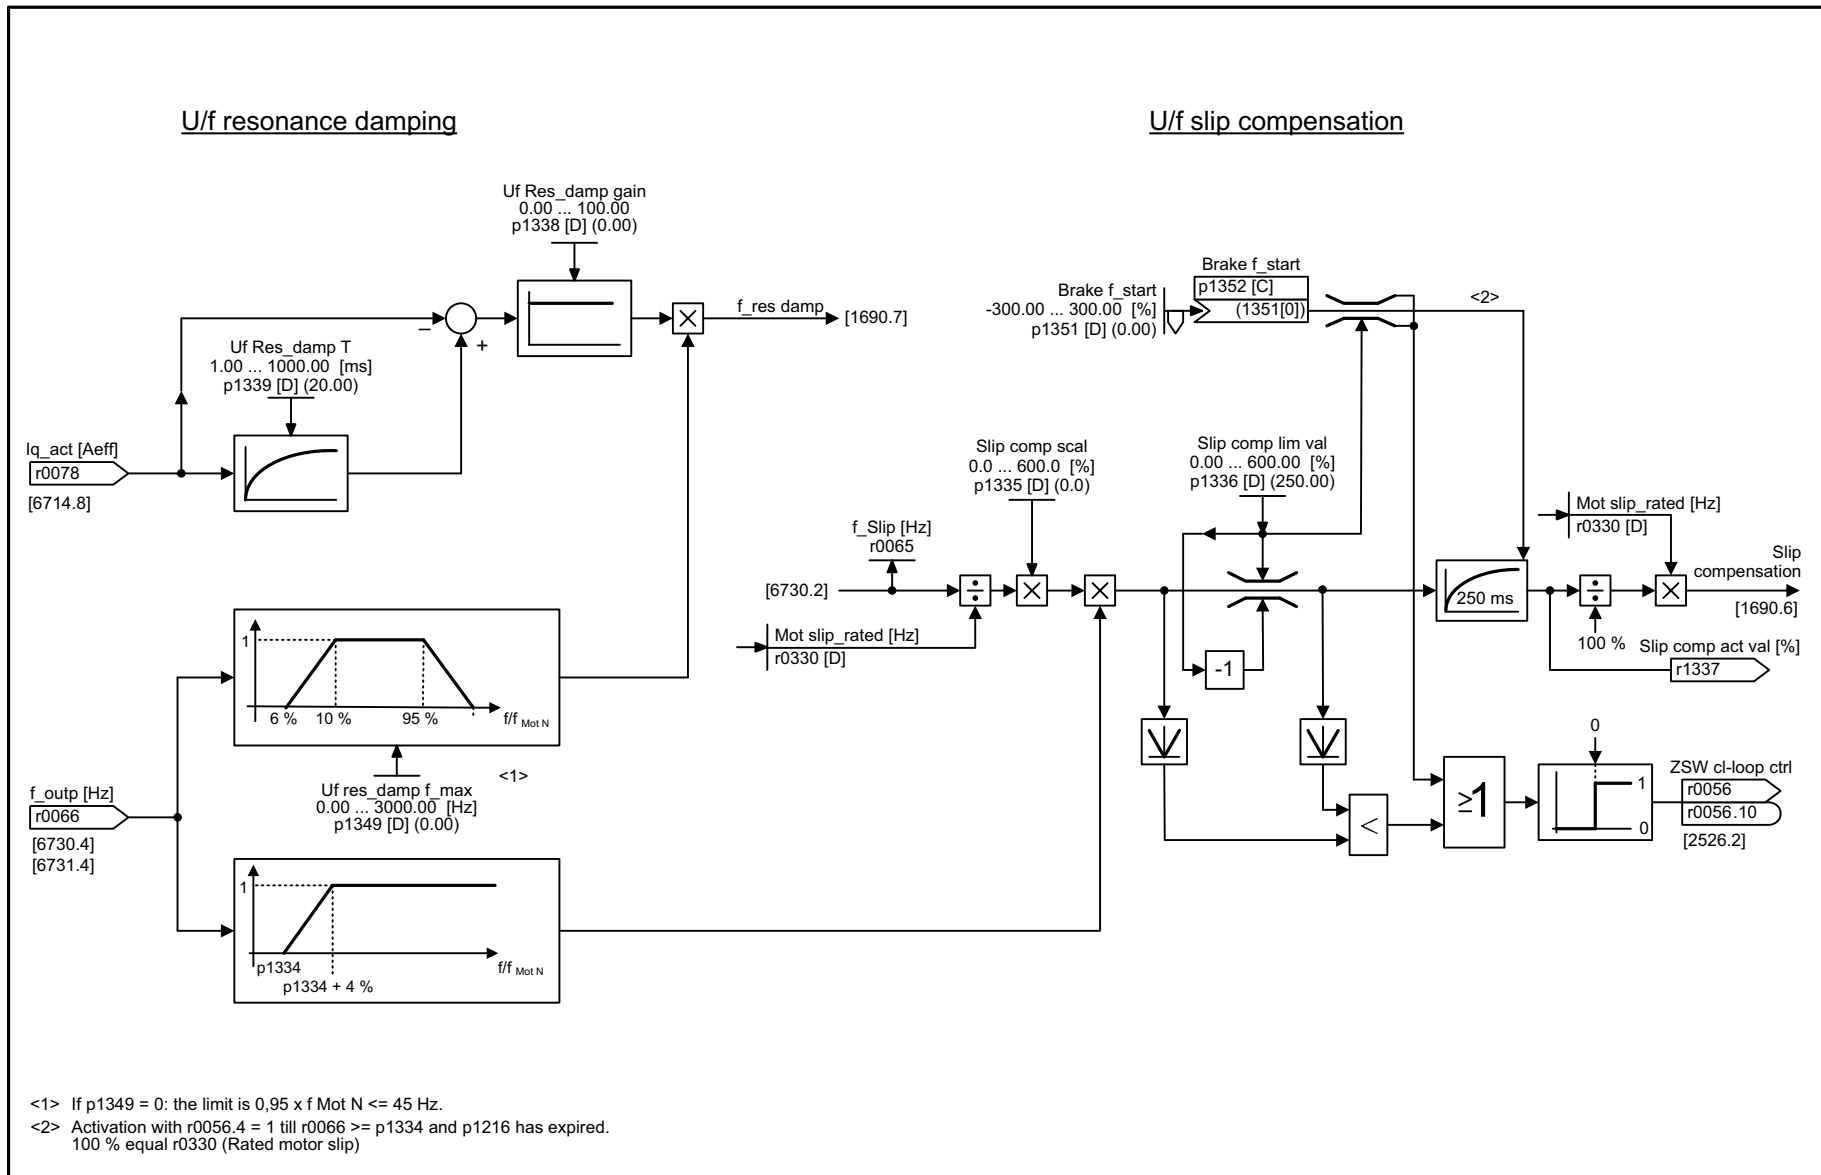 U/f resonance damping
U/f slip compensation
Uf Res_damp gain
0.00 ... 100.00
p1338 [D] (0.00)
f_res damp
[1690.7]
–
+
Uf Res_damp T
1.00 ... 1000.00 [ms]
p1339 [D] (20.00)
Iq_act [Aeff]
r0078
[6714.8]
1
6 %
10 %
95 %
f/f Mot N
<1>
Uf res_damp f_max
0.00 ... 3000.00 [Hz]
p1349 [D] (0.00)
f_outp [Hz]
r0066
[6730.4]
[6731.4]
1
p1334
p1334 + 4 %
f/f Mot N
Brake f_start
-300.00 ... 300.00 [%]
p1351 [D] (0.00)
Brake f_start
p1352 [C]
(1351[0])
<2>
Slip comp scal
0.0 ... 600.0 [%]
p1335 [D] (0.0)
Slip comp lim val
0.00 ... 600.00 [%]
p1336 [D] (250.00)
f_Slip [Hz]
r0065
[6730.2]
÷
Mot slip_rated [Hz]
r0330 [D]
-1
250 ms
Mot slip_rated [Hz]
r0330 [D]
÷
100 %
Slip
compensation
[1690.6]
Slip comp act val [%]
r1337
<
≥1
0
1
0
ZSW cl-loop ctrl
r0056
r0056.10
[2526.2]
<1> If p1349 = 0: the limit is 0,95 x f Mot N <= 45 Hz.
<2> Activation with r0056.4 = 1 till r0066 >= p1334 and p1216 has expired.
100 % equal r0330 (Rated motor slip)